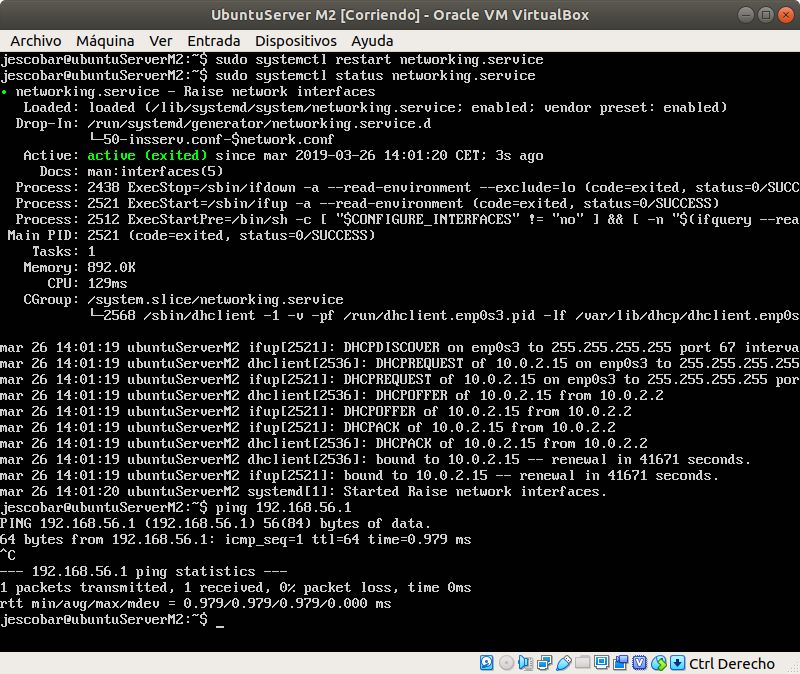 UbuntuServer M2 [Corriendo] - Oracle VM VirtualBox
Archivo Máquina Ver Entrada Dispositivos Ayuda
jescobar@ubuntuServerM2:~$ sudo systemctl restart networking.service
jescobar@ubuntuServerM2:~$ sudo systemctl status networking.service
● networking.service - Raise network interfaces
Loaded: loaded (/lib/systemd/system/networking.service; enabled; vendor preset: enabled)
Drop-In: /run/systemd/generator/networking.service.d
└─50-insserv.conf-$network.conf
Active: active (exited) since mar 2019-03-26 14:01:20 CET; 3s ago
Docs: man:interfaces(5)
Process: 2438 ExecStop=/sbin/ifdown -a --read-environment --exclude=lo (code=exited, status=0/SUCC
Process: 2521 ExecStart=/sbin/ifup -a --read-environment (code=exited, status=0/SUCCESS)
Process: 2512 ExecStartPre=/bin/sh -c [ "$CONFIGURE_INTERFACES" != "no" ] && [ -n "$(ifquery --rea
Main PID: 2521 (code=exited, status=0/SUCCESS)
Tasks: 1
Memory: 892.0K
CPU: 129ms
CGroup: /system.slice/networking.service
└─2568 /sbin/dhclient -1 -v -pf /run/dhclient.enp0s3.pid -lf /var/lib/dhcp/dhclient.enp0s
mar 26 14:01:19 ubuntuServerM2 ifup[2521]: DHCPDISCOVER on enp0s3 to 255.255.255.255 port 67 interva
mar 26 14:01:19 ubuntuServerM2 dhclient[2536]: DHCPREQUEST of 10.0.2.15 on enp0s3 to 255.255.255.255
mar 26 14:01:19 ubuntuServerM2 ifup[2521]: DHCPREQUEST of 10.0.2.15 on enp0s3 to 255.255.255.255 por
mar 26 14:01:19 ubuntuServerM2 dhclient[2536]: DHCPOFFER of 10.0.2.15 from 10.0.2.2
mar 26 14:01:19 ubuntuServerM2 ifup[2521]: DHCPOFFER of 10.0.2.15 from 10.0.2.2
mar 26 14:01:19 ubuntuServerM2 ifup[2521]: DHCPACK of 10.0.2.15 from 10.0.2.2
mar 26 14:01:19 ubuntuServerM2 dhclient[2536]: DHCPACK of 10.0.2.15 from 10.0.2.2
mar 26 14:01:19 ubuntuServerM2 dhclient[2536]: bound to 10.0.2.15 -- renewal in 41671 seconds.
mar 26 14:01:19 ubuntuServerM2 ifup[2521]: bound to 10.0.2.15 -- renewal in 41671 seconds.
mar 26 14:01:20 ubuntuServerM2 systemd[1]: Started Raise network interfaces.
jescobar@ubuntuServerM2:~$ ping 192.168.56.1
PING 192.168.56.1 (192.168.56.1) 56(84) bytes of data.
64 bytes from 192.168.56.1: icmp_seq=1 ttl=64 time=0.979 ms
^C
--- 192.168.56.1 ping statistics ---
1 packets transmitted, 1 received, 0% packet loss, time 0ms
rtt min/avg/max/mdev = 0.979/0.979/0.979/0.000 ms
jescobar@ubuntuServerM2:~$ _
Ctrl Derecho